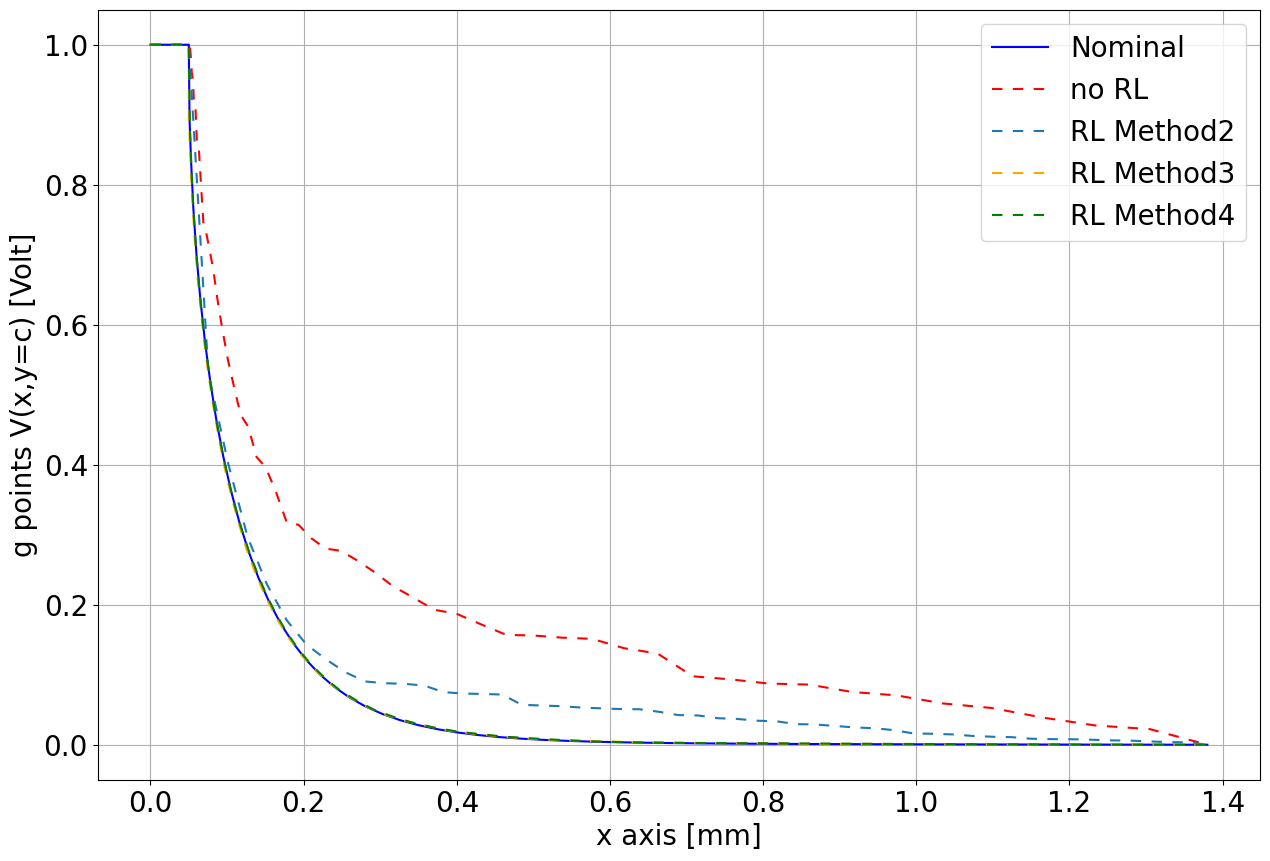 Nominal
no RL
RL Method2
RL Method3
RL Method4
g points V(x,y=c) [Volt]
1.0
0.8
0.6
0.4
0.2
0.0
0.0 0.2 0.4 0.6 0.8 1.0 1.2 1.4
x axis [mm]